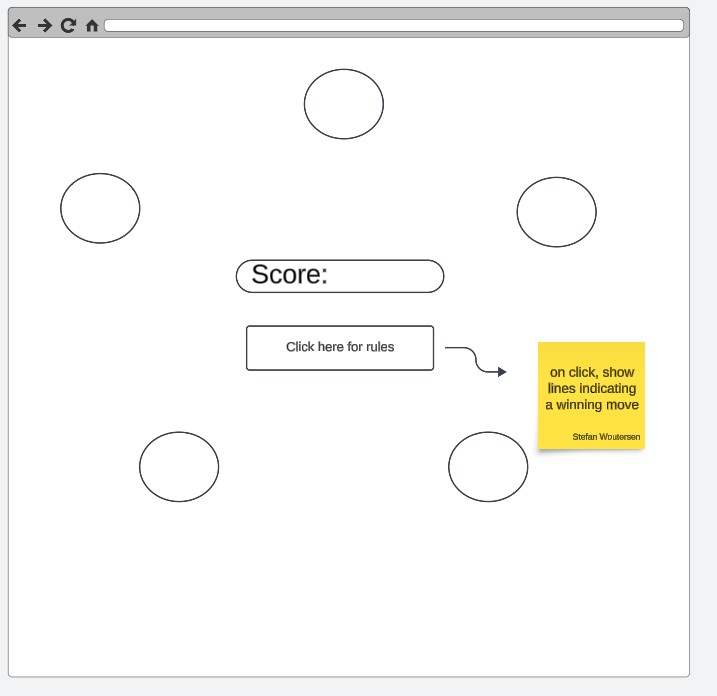 Score:
Click here for rules
on click, show
lines indicating
a winning move
Stefan Woutersen